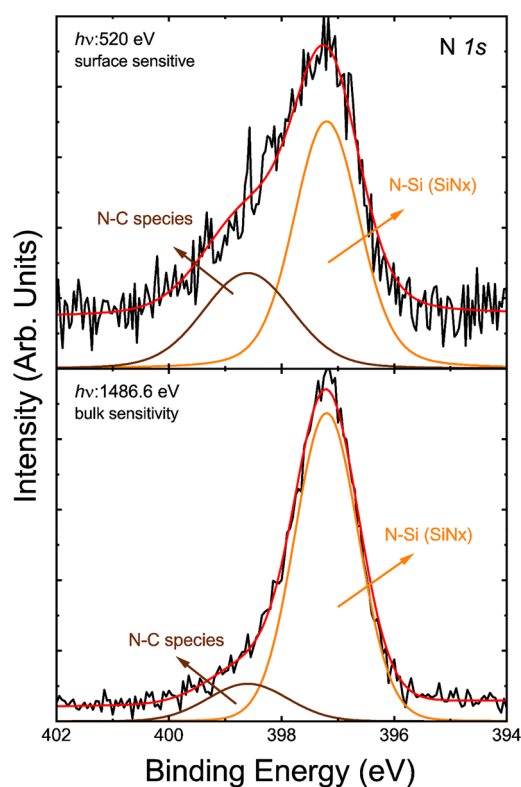 hν:520 eV
surface sensitive
N 1s
N-Si (SiNx)
N-C species
hν:1486.6 eV
bulk sensitivity
N-Si (SiNx)
N-C species
Intensity (Arb. Units)
402 400 398 396 394
Binding Energy (eV)